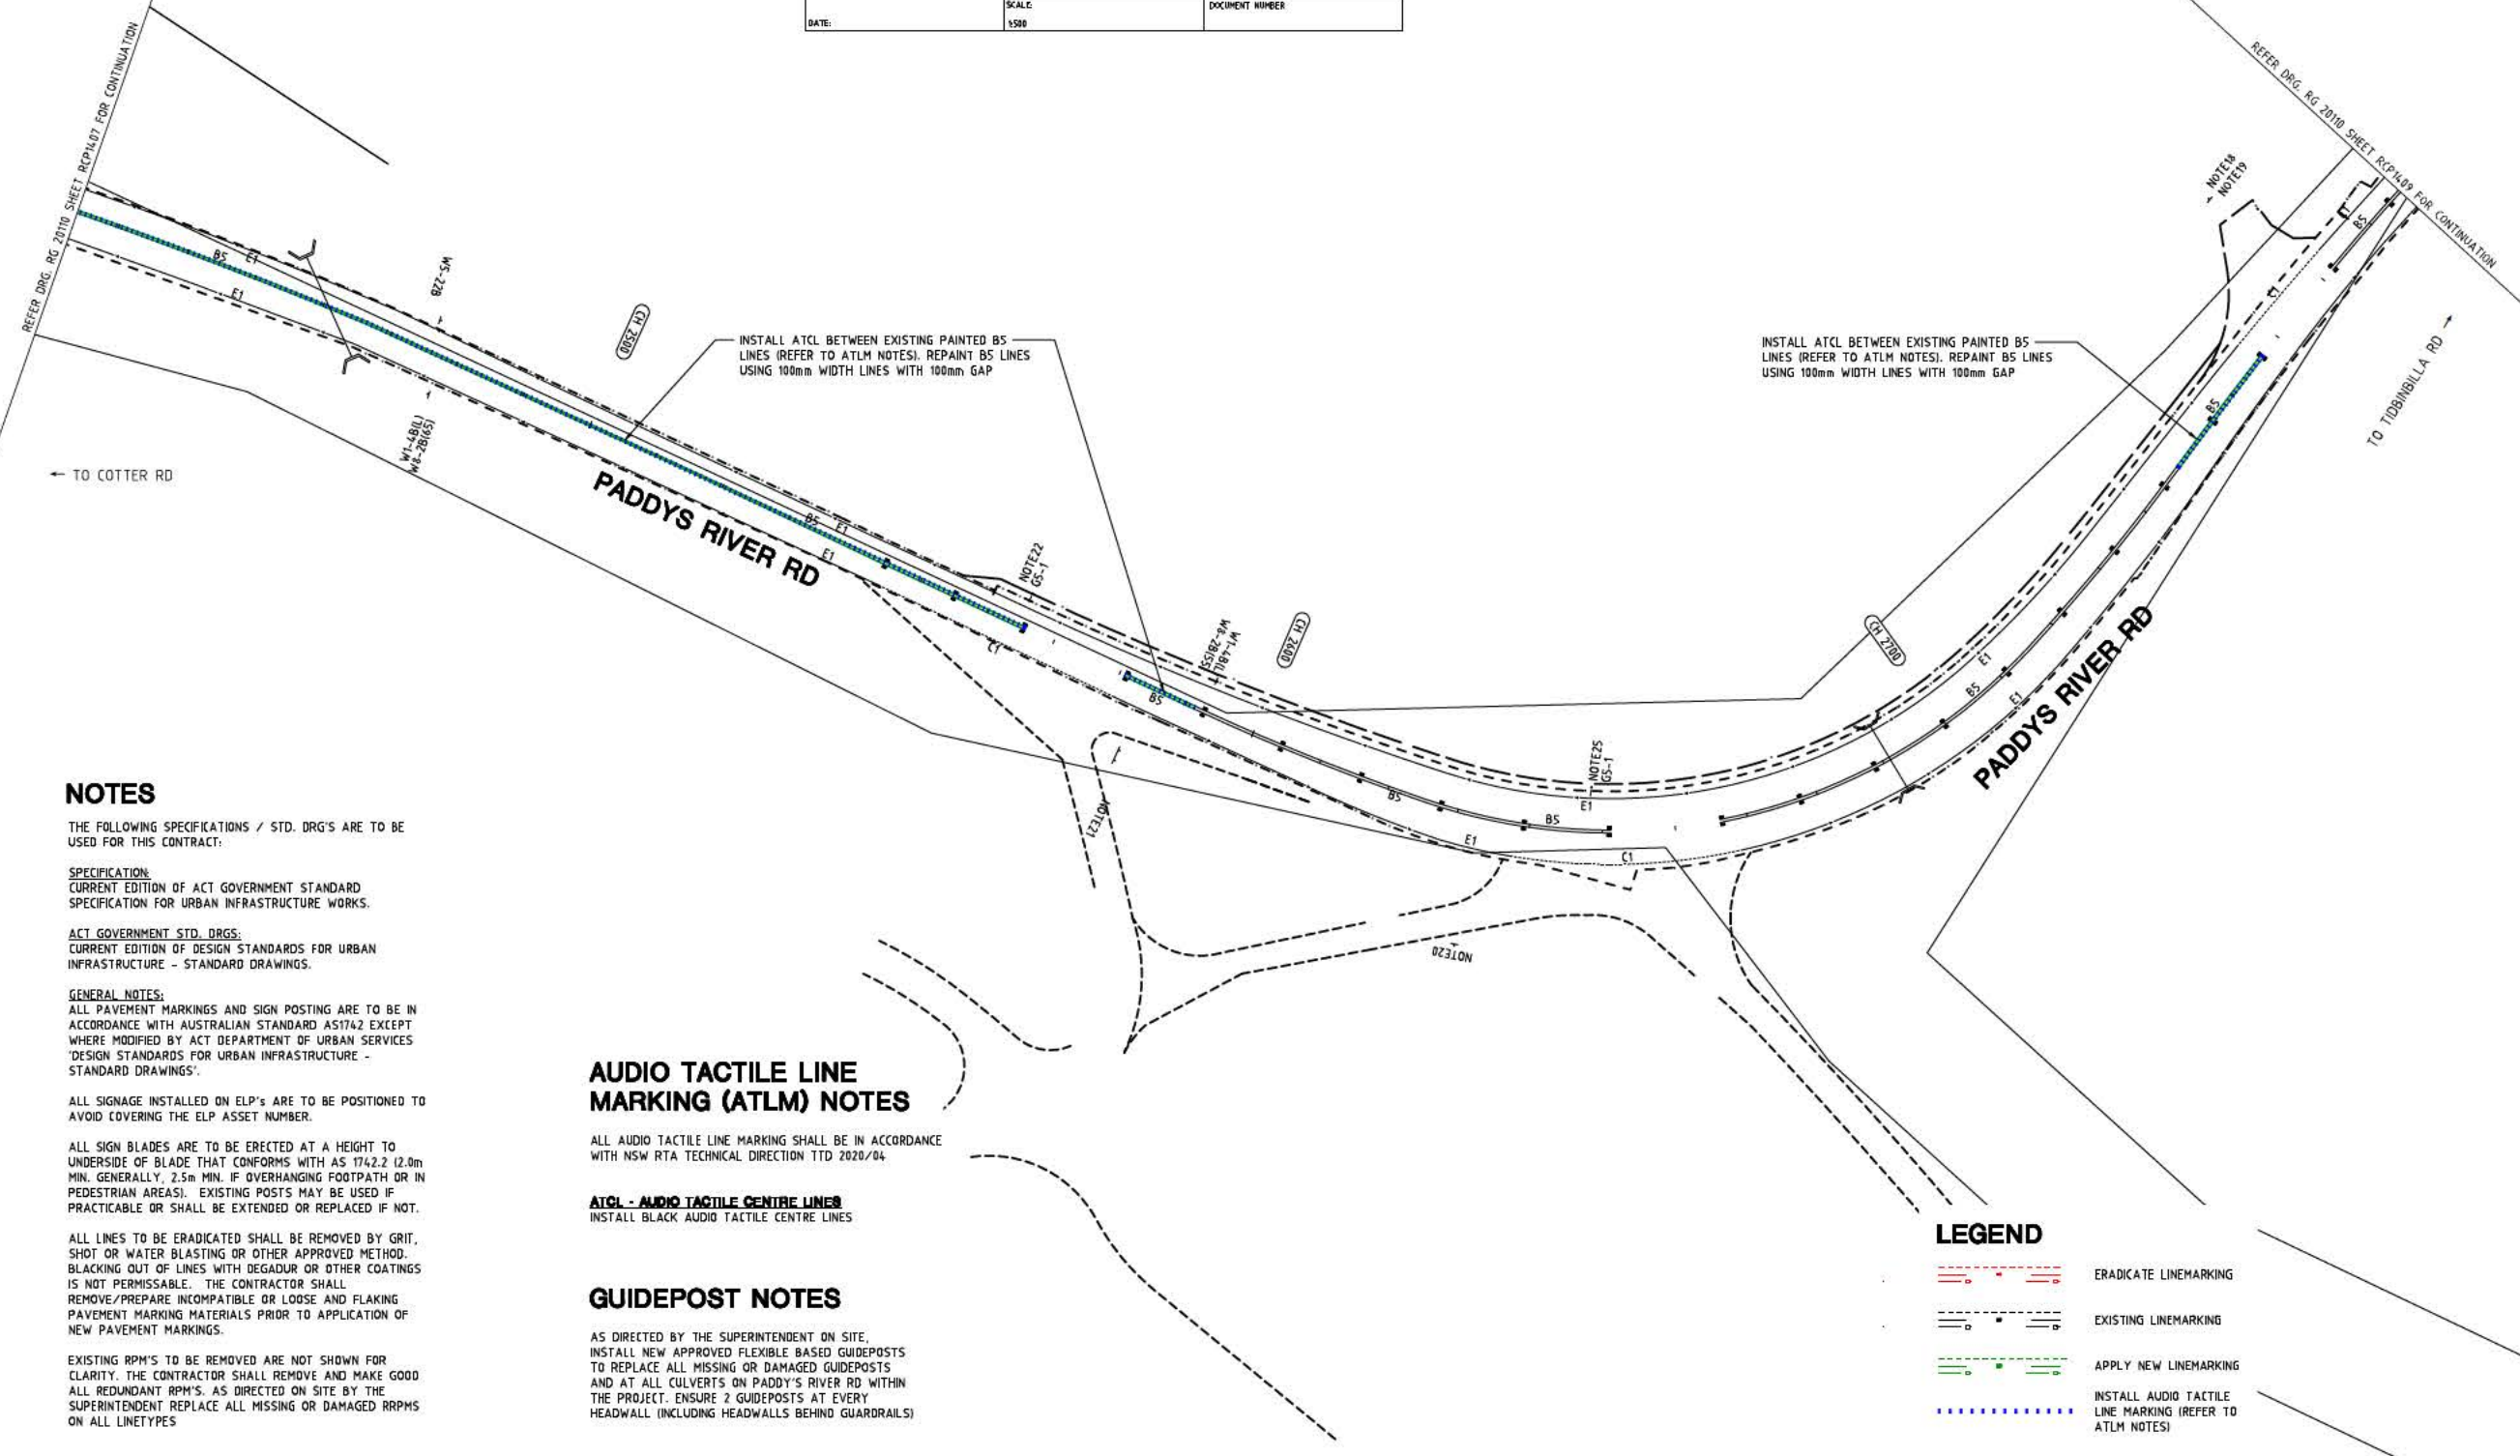 SCALE:
DOCUMENT NUMBER
DATE:
1:500
REFER DRG. RG 20110 SHEET RCP1407 FOR CONTINUATION
REFER DRG. RG 20110 SHEET RCP1409 FOR CONTINUATION
NOTE18
NOTE19
B5
E1
E1
W5-22B
CH 2500
W1-4B(L)
W8-2B(65)
← TO COTTER RD
INSTALL ATCL BETWEEN EXISTING PAINTED B5
LINES (REFER TO ATLM NOTES). REPAINT B5 LINES
USING 100mm WIDTH LINES WITH 100mm GAP
INSTALL ATCL BETWEEN EXISTING PAINTED B5
LINES (REFER TO ATLM NOTES). REPAINT B5 LINES
USING 100mm WIDTH LINES WITH 100mm GAP
B5
B5
TO TIDBINBILLA RD →
PADDYS RIVER RD
B5
E1
E1
NOTE22
GS-1
C1
B5
W8-2B(55)
W1-4B(L)
CH 2600
CH 2700
E1
B5
E1
PADDYS RIVER RD
NOTE25
GS-1
E1
B5
B5
E1
C1
NOTE21
NOTE20
NOTES
THE FOLLOWING SPECIFICATIONS / STD. DRG'S ARE TO BE
USED FOR THIS CONTRACT:
SPECIFICATION:
CURRENT EDITION OF ACT GOVERNMENT STANDARD
SPECIFICATION FOR URBAN INFRASTRUCTURE WORKS.
ACT GOVERNMENT STD. DRGS:
CURRENT EDITION OF DESIGN STANDARDS FOR URBAN
INFRASTRUCTURE - STANDARD DRAWINGS.
GENERAL NOTES:
ALL PAVEMENT MARKINGS AND SIGN POSTING ARE TO BE IN
ACCORDANCE WITH AUSTRALIAN STANDARD AS1742 EXCEPT
WHERE MODIFIED BY ACT DEPARTMENT OF URBAN SERVICES
'DESIGN STANDARDS FOR URBAN INFRASTRUCTURE -
STANDARD DRAWINGS'.
ALL SIGNAGE INSTALLED ON ELP's ARE TO BE POSITIONED TO
AVOID COVERING THE ELP ASSET NUMBER.
ALL SIGN BLADES ARE TO BE ERECTED AT A HEIGHT TO
UNDERSIDE OF BLADE THAT CONFORMS WITH AS 1742.2 (2.0m
MIN. GENERALLY, 2.5m MIN. IF OVERHANGING FOOTPATH OR IN
PEDESTRIAN AREAS). EXISTING POSTS MAY BE USED IF
PRACTICABLE OR SHALL BE EXTENDED OR REPLACED IF NOT.
ALL LINES TO BE ERADICATED SHALL BE REMOVED BY GRIT,
SHOT OR WATER BLASTING OR OTHER APPROVED METHOD.
BLACKING OUT OF LINES WITH DEGADUR OR OTHER COATINGS
IS NOT PERMISSABLE. THE CONTRACTOR SHALL
REMOVE/PREPARE INCOMPATIBLE OR LOOSE AND FLAKING
PAVEMENT MARKING MATERIALS PRIOR TO APPLICATION OF
NEW PAVEMENT MARKINGS.
EXISTING RPM'S TO BE REMOVED ARE NOT SHOWN FOR
CLARITY. THE CONTRACTOR SHALL REMOVE AND MAKE GOOD
ALL REDUNDANT RPM'S. AS DIRECTED ON SITE BY THE
SUPERINTENDENT REPLACE ALL MISSING OR DAMAGED RRPMS
ON ALL LINETYPES
AUDIO TACTILE LINE
MARKING (ATLM) NOTES
ALL AUDIO TACTILE LINE MARKING SHALL BE IN ACCORDANCE
WITH NSW RTA TECHNICAL DIRECTION TTD 2020/04
ATCL - AUDIO TACTILE CENTRE LINES
INSTALL BLACK AUDIO TACTILE CENTRE LINES
GUIDEPOST NOTES
AS DIRECTED BY THE SUPERINTENDENT ON SITE,
INSTALL NEW APPROVED FLEXIBLE BASED GUIDEPOSTS
TO REPLACE ALL MISSING OR DAMAGED GUIDEPOSTS
AND AT ALL CULVERTS ON PADDY'S RIVER RD WITHIN
THE PROJECT. ENSURE 2 GUIDEPOSTS AT EVERY
HEADWALL (INCLUDING HEADWALLS BEHIND GUARDRAILS)
LEGEND
ERADICATE LINEMARKING
EXISTING LINEMARKING
APPLY NEW LINEMARKING
INSTALL AUDIO TACTILE
LINE MARKING (REFER TO
ATLM NOTES)